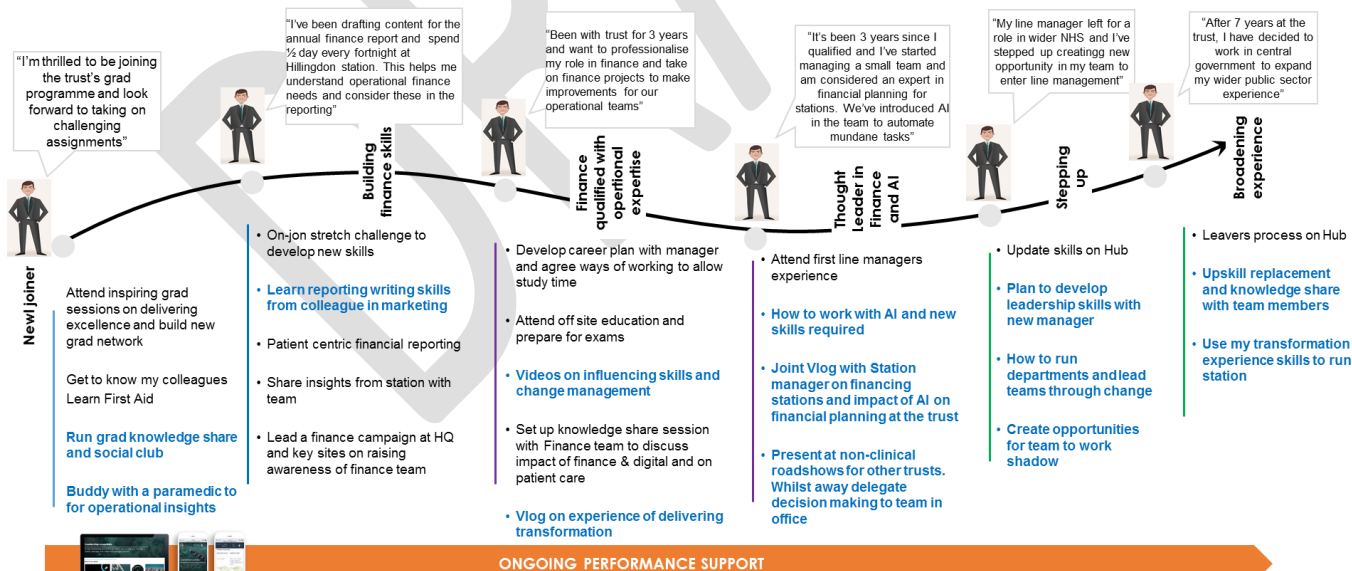 "I'm thrilled to be joining
the trust's grad
programme and look
forward to taking on
challenging
assignments"
"I've been drafting content for the
annual finance report and spend
½ day every fortnight at
Hillingdon station. This helps me
understand operational finance
needs and consider these in the
reporting"
"Been with trust for 3 years
and want to professionalise
my role in finance and take
on finance projects to make
improvements for our
operational teams"
"It's been 3 years since I
qualified and I've started
managing a small team and
am considered an expert in
financial planning for
stations. We've introduced AI
in the team to automate
mundane tasks"
"My line manager left for a
role in wider NHS and I've
stepped up creatingg new
opportunity in my team to
enter line management"
"After 7 years at the
trust, I have decided to
work in central
government to expand
my wider public sector
experience"
Newl joiner
Attend inspiring grad
sessions on delivering
excellence and build new
grad network
Get to know my colleagues
Learn First Aid
Run grad knowledge share
and social club
Buddy with a paramedic to
for operational insights
Building
finance skills
• On-jon stretch challenge to
develop new skills
• Learn reporting writing skills
from colleague in marketing
• Patient centric financial reporting
• Share insights from station with
team
• Lead a finance campaign at HQ
and key sites on raising
awareness of finance team
Finance
qualified with
opertional
expertise
• Develop career plan with manager
and agree ways of working to allow
study time
• Attend off site education and
prepare for exams
• Videos on influencing skills and
change management
• Set up knowledge share session
with Finance team to discuss
impact of finance & digital and on
patient care
• Vlog on experience of delivering
transformation
Thought
Leader in
Finance
and AI
• Attend first line managers
experience
• How to work with AI and new
skills required
• Joint Vlog with Station
manager on financing
stations and impact of AI on
financial planning at the trust
• Present at non-clinical
roadshows for other trusts.
Whilst away delegate
decision making to team in
office
Stepping
up
• Update skills on Hub
• Plan to develop
leadership skills with
new manager
• How to run
departments and lead
teams through change
• Create opportunities
for team to work
shadow
Broadening
experience
• Leavers process on Hub
• Upskill replacement
and knowledge share
with team members
• Use my transformation
experience skills to run
station
ONGOING PERFORMANCE SUPPORT